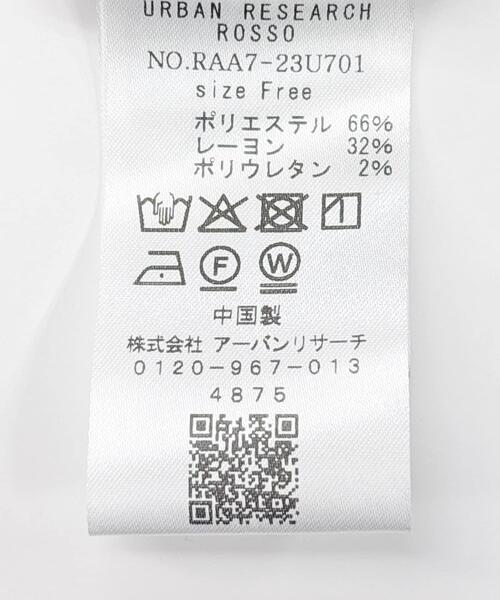 URBAN RESEARCH
ROSSO
NO.RAA7-23U701
size Free
ポリエステル 66%
レーヨン 32%
ポリウレタン 2%
F W
中国製
株式会社 アーバンリサーチ
0120-967-013
4875